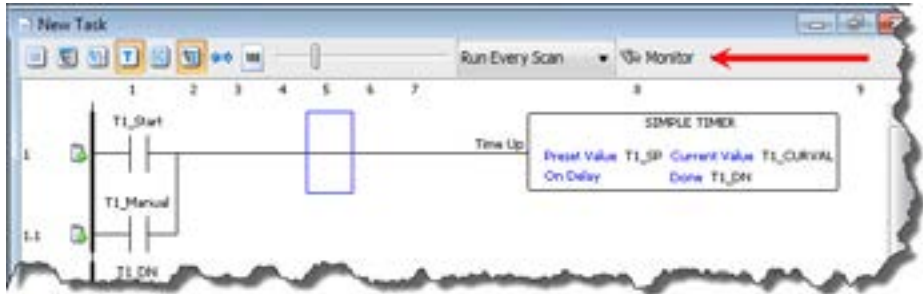 New Task
T
Run Every Scan Monitor
1 2 3 4 5 6 7 8 9
T1_Start
SIMPLE TIMER
1
Time Up
Preset Value T1_SP Current Value T1_CURVAL
On Delay Done T1_DN
T1_Manual
1.1
T1_DN